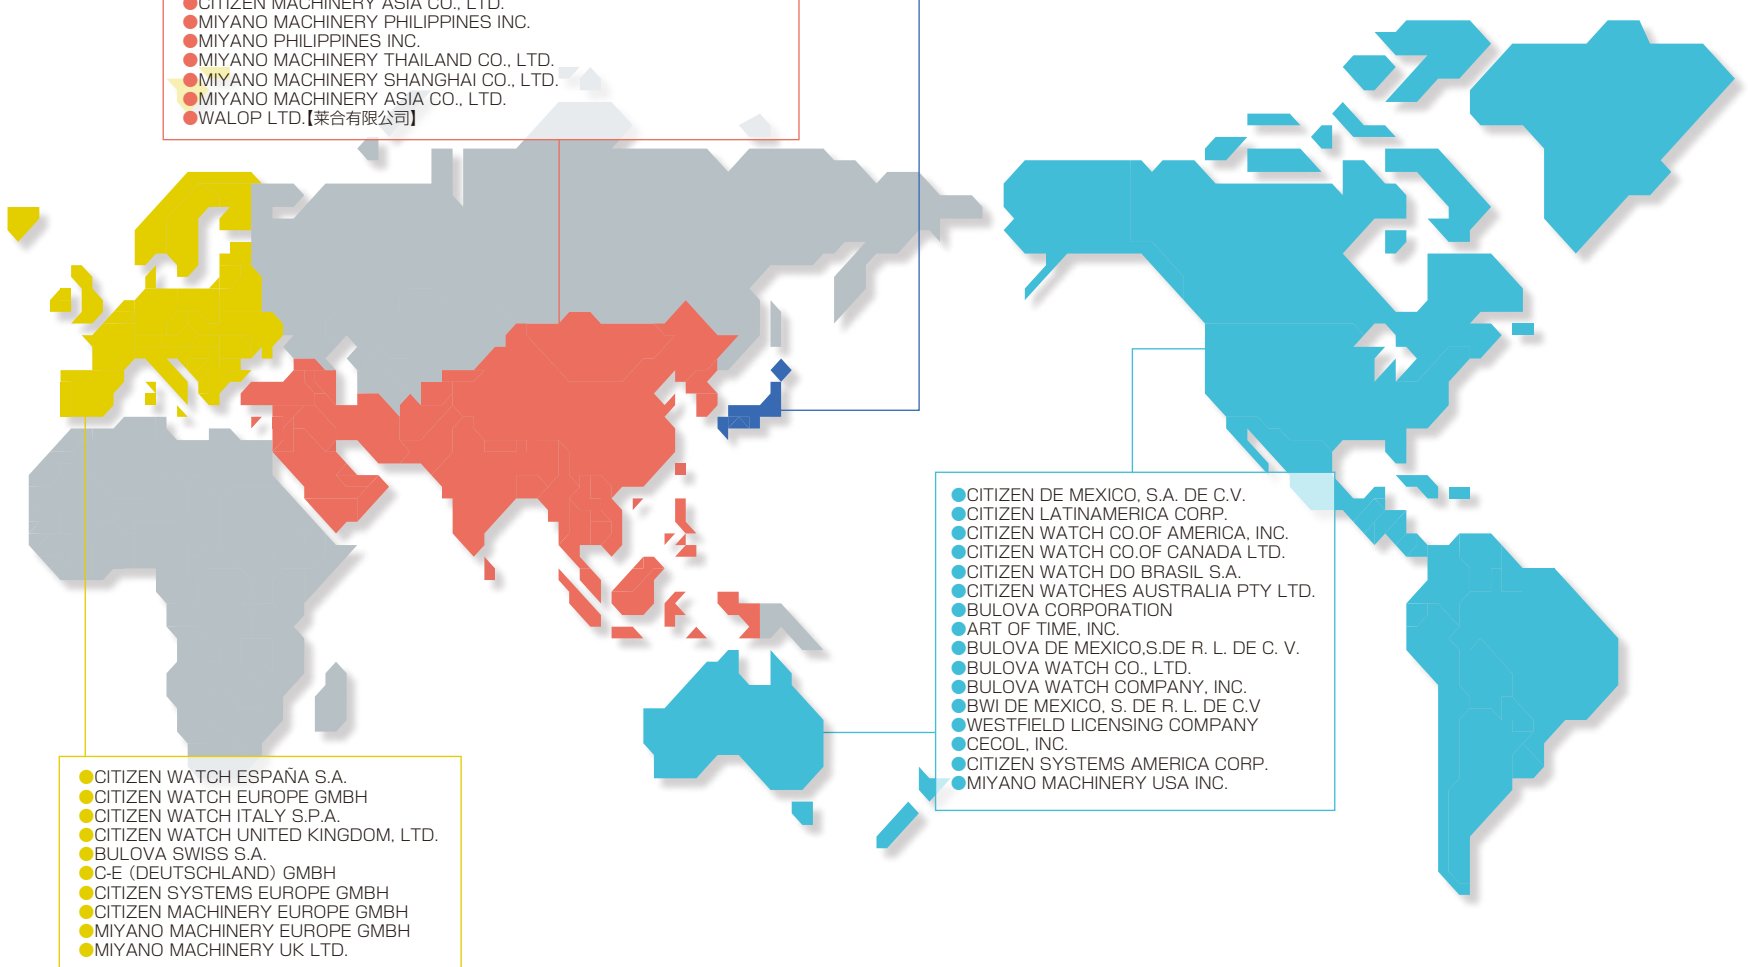 ●CITIZEN MACHINERY ASIA CO., LTD.
●MIYANO MACHINERY PHILIPPINES INC.
●MIYANO PHILIPPINES INC.
●MIYANO MACHINERY THAILAND CO., LTD.
●MIYANO MACHINERY SHANGHAI CO., LTD.
●MIYANO MACHINERY ASIA CO., LTD.
●WALOP LTD.【莱合有限公司】
●CITIZEN DE MEXICO, S.A. DE C.V.
●CITIZEN LATINAMERICA CORP.
●CITIZEN WATCH CO.OF AMERICA, INC.
●CITIZEN WATCH CO.OF CANADA LTD.
●CITIZEN WATCH DO BRASIL S.A.
●CITIZEN WATCHES AUSTRALIA PTY LTD.
●BULOVA CORPORATION
●ART OF TIME, INC.
●BULOVA DE MEXICO,S.DE R. L. DE C. V.
●BULOVA WATCH CO., LTD.
●BULOVA WATCH COMPANY, INC.
●BWI DE MEXICO, S. DE R. L. DE C.V
●WESTFIELD LICENSING COMPANY
●CECOL, INC.
●CITIZEN SYSTEMS AMERICA CORP.
●MIYANO MACHINERY USA INC.
●CITIZEN WATCH ESPAÑA S.A.
●CITIZEN WATCH EUROPE GMBH
●CITIZEN WATCH ITALY S.P.A.
●CITIZEN WATCH UNITED KINGDOM, LTD.
●BULOVA SWISS S.A.
●C-E (DEUTSCHLAND) GMBH
●CITIZEN SYSTEMS EUROPE GMBH
●CITIZEN MACHINERY EUROPE GMBH
●MIYANO MACHINERY EUROPE GMBH
●MIYANO MACHINERY UK LTD.